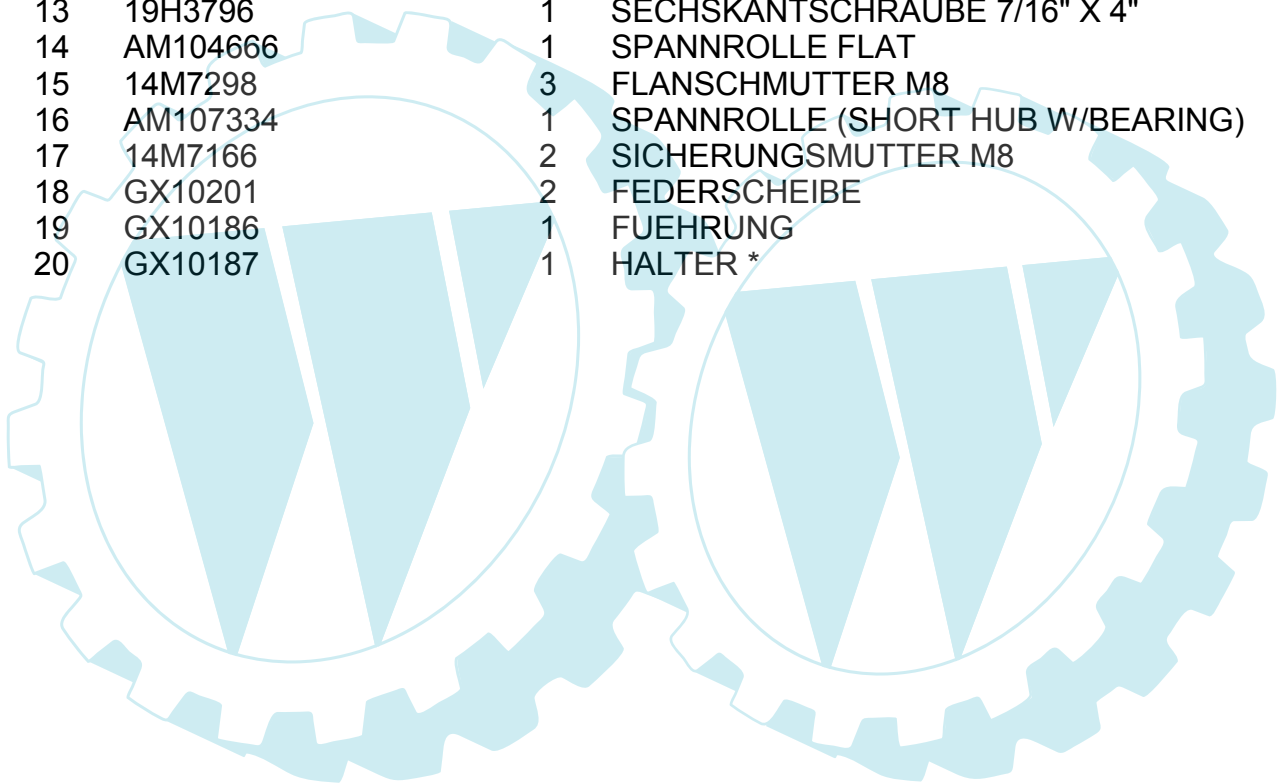 13 19H3796 1 SECHSKANTSCHRAUBE 7/16" X 4"
14 AM104666 1 SPANNROLLE FLAT
15 14M7298 3 FLANSCHMUTTER M8
16 AM107334 1 SPANNROLLE (SHORT HUB W/BEARING)
17 14M7166 2 SICHERUNGSMUTTER M8
18 GX10201 2 FEDERSCHEIBE
19 GX10186 1 FUEHRUNG
20 GX10187 1 HALTER *